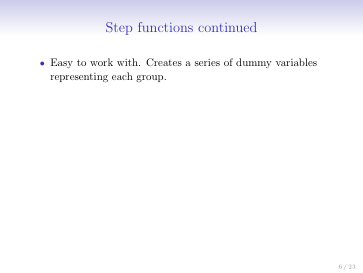 Step functions continued
• Easy to work with. Creates a series of dummy variables
representing each group.
6 / 23